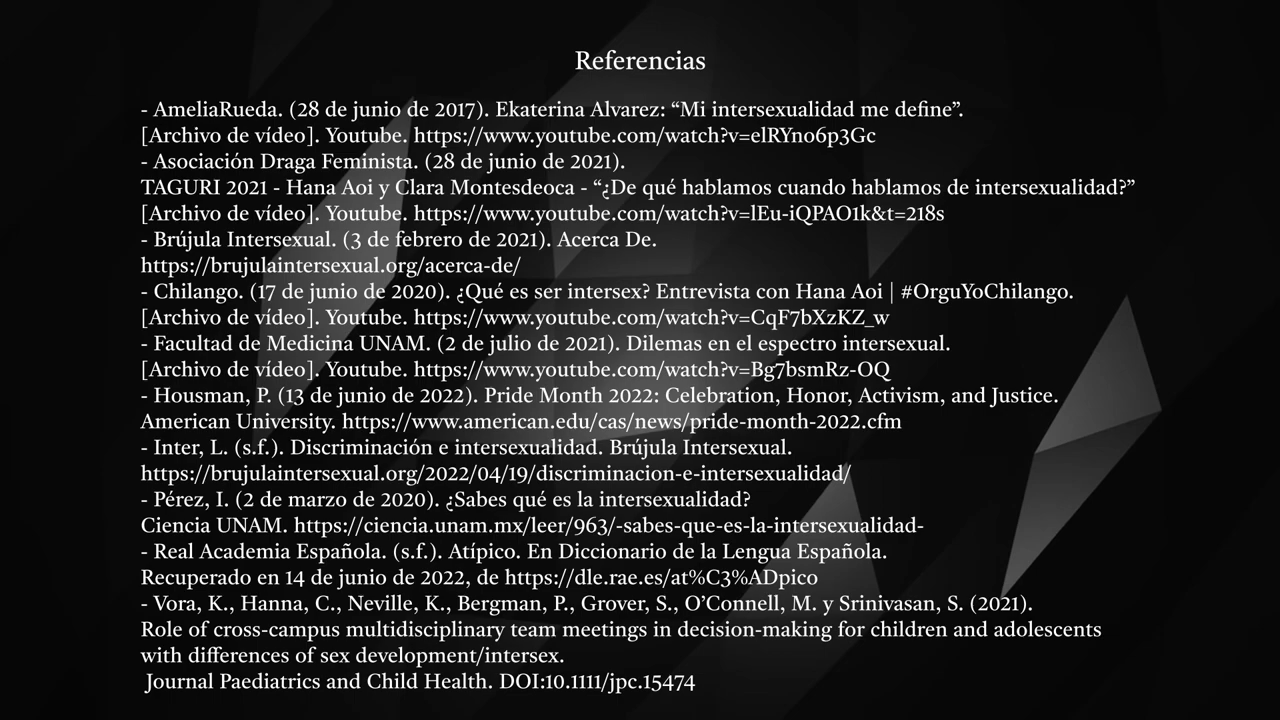 Referencias
- AmeliaRueda. (28 de junio de 2017). Ekaterina Alvarez: “Mi intersexualidad me define”.
[Archivo de vídeo]. Youtube. https://www.youtube.com/watch?v=elRYno6p3Gc
- Asociación Draga Feminista. (28 de junio de 2021).
TAGURI 2021 - Hana Aoi y Clara Montesdeoca - “¿De qué hablamos cuando hablamos de intersexualidad?”
[Archivo de vídeo]. Youtube. https://www.youtube.com/watch?v=lEu-iQPAO1k&t=218s
- Brújula Intersexual. (3 de febrero de 2021). Acerca De.
https://brujulaintersexual.org/acerca-de/
- Chilango. (17 de junio de 2020). ¿Qué es ser intersex? Entrevista con Hana Aoi | #OrguYoChilango.
[Archivo de vídeo]. Youtube. https://www.youtube.com/watch?v=CqF7bXzKZ_w
- Facultad de Medicina UNAM. (2 de julio de 2021). Dilemas en el espectro intersexual.
[Archivo de vídeo]. Youtube. https://www.youtube.com/watch?v=Bg7bsmRz-OQ
- Housman, P. (13 de junio de 2022). Pride Month 2022: Celebration, Honor, Activism, and Justice.
American University. https://www.american.edu/cas/news/pride-month-2022.cfm
- Inter, L. (s.f.). Discriminación e intersexualidad. Brújula Intersexual.
https://brujulaintersexual.org/2022/04/19/discriminacion-e-intersexualidad/
- Pérez, I. (2 de marzo de 2020). ¿Sabes qué es la intersexualidad?
Ciencia UNAM. https://ciencia.unam.mx/leer/963/-sabes-que-es-la-intersexualidad-
- Real Academia Española. (s.f.). Atípico. En Diccionario de la Lengua Española.
Recuperado en 14 de junio de 2022, de https://dle.rae.es/at%C3%ADpico
- Vora, K., Hanna, C., Neville, K., Bergman, P., Grover, S., O’Connell, M. y Srinivasan, S. (2021).
Role of cross-campus multidisciplinary team meetings in decision-making for children and adolescents
with differences of sex development/intersex.
Journal Paediatrics and Child Health. DOI:10.1111/jpc.15474